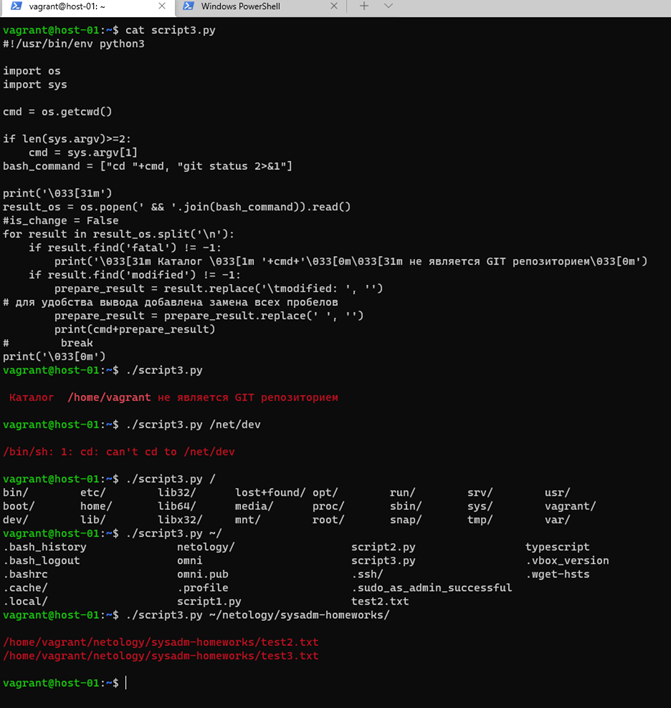 vagrant@host-01: ~
Windows PowerShell
vagrant@host-01:~$ cat script3.py
#!/usr/bin/env python3
import os
import sys
cmd = os.getcwd()
if len(sys.argv)>=2:
    cmd = sys.argv[1]
bash_command = ["cd "+cmd, "git status 2>&1"]
print('\033[31m')
result_os = os.popen(' && '.join(bash_command)).read()
#is_change = False
for result in result_os.split('\n'):
    if result.find('fatal') != -1:
        print('\033[31m Каталог \033[1m '+cmd+'\033[0m\033[31m не является GIT репозиторием\033[0m')
    if result.find('modified') != -1:
        prepare_result = result.replace('\tmodified: ', '')
# для удобства вывода добавлена замена всех пробелов
        prepare_result = prepare_result.replace(' ', '')
        print(cmd+prepare_result)
#        break
print('\033[0m')
vagrant@host-01:~$ ./script3.py
 Каталог  /home/vagrant не является GIT репозиторием
vagrant@host-01:~$ ./script3.py /net/dev
/bin/sh: 1: cd: can't cd to /net/dev
vagrant@host-01:~$ ./script3.py /
bin/ etc/ lib32/ lost+found/ opt/ run/ srv/ usr/
boot/ home/ lib64/ media/ proc/ sbin/ sys/ vagrant/
dev/ lib/ libx32/ mnt/ root/ snap/ tmp/ var/
vagrant@host-01:~$ ./script3.py ~/
.bash_history netology/ script2.py typescript
.bash_logout omni script3.py .vbox_version
.bashrc omni.pub .ssh/ .wget-hsts
.cache/ .profile .sudo_as_admin_successful
.local/ script1.py test2.txt
vagrant@host-01:~$ ./script3.py ~/netology/sysadm-homeworks/
/home/vagrant/netology/sysadm-homeworks/test2.txt
/home/vagrant/netology/sysadm-homeworks/test3.txt
vagrant@host-01:~$